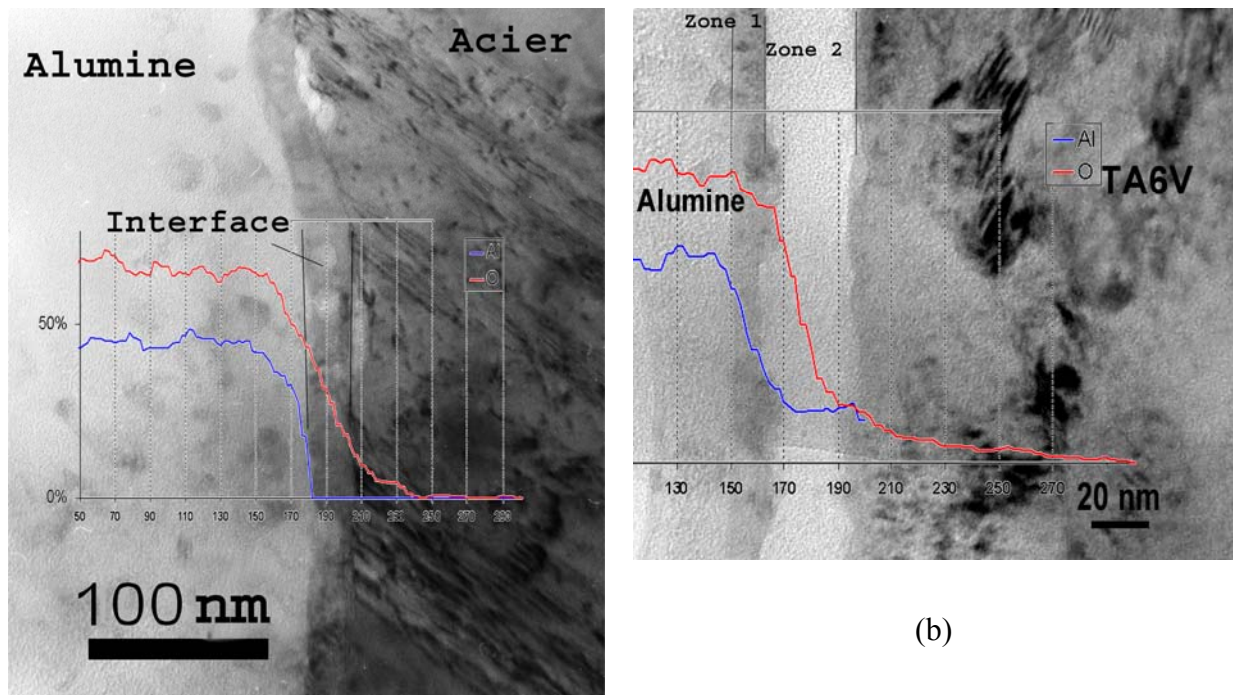 Alumine
Acier
Interface
Al
O
50%
0%
50 70 90 110 130 150 170 190 210 230 250 270 290
100 nm
Zone 1
Zone 2
Al
O
TA6V
Alumine
130 150 170 190 210 230 250 270
20 nm
(b)